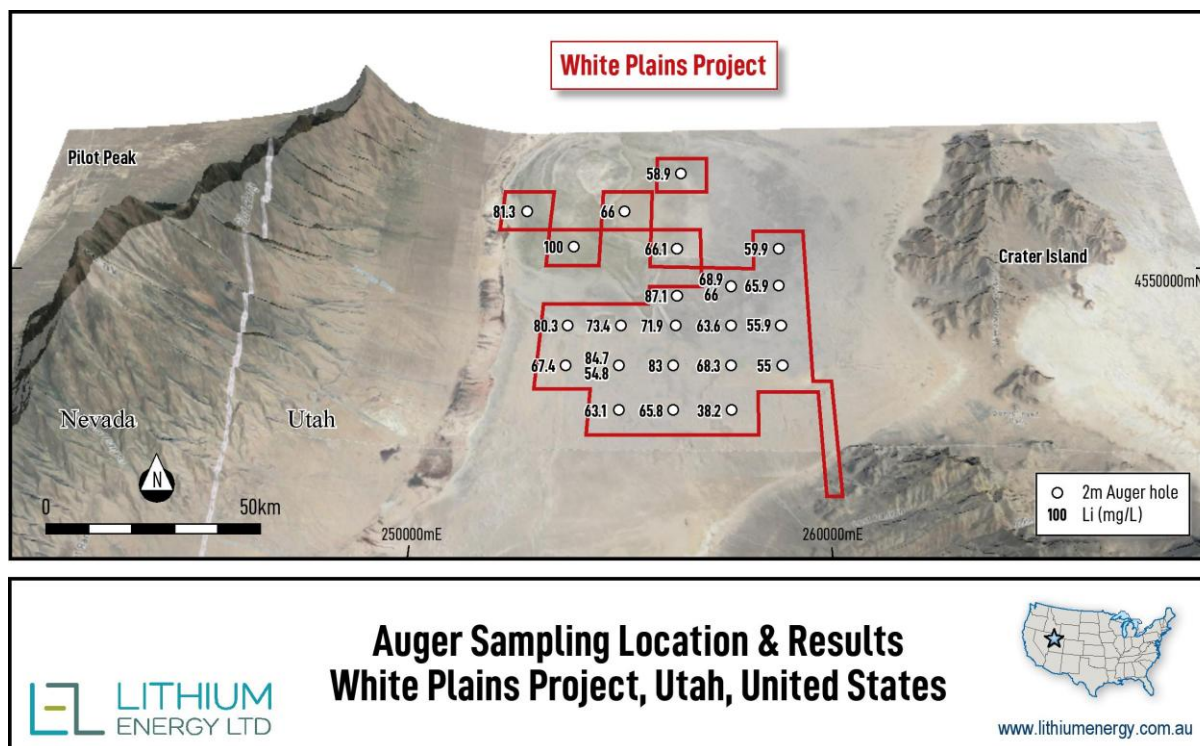 White Plains Project
Pilot Peak
58.9
81.3
66
100
66.1
59.9
Crater Island
68.9
66
65.9
4550000mN
87.1
80.3
73.4
71.9
63.6
55.9
67.4
84.7
54.8
83
68.3
55
63.1
65.8
38.2
Nevada
Utah
N
0
50km
250000mE
260000mE
2m Auger hole
100 Li (mg/L)
Auger Sampling Location & Results
White Plains Project, Utah, United States
LITHIUM
ENERGY LTD
www.lithiumenergy.com.au